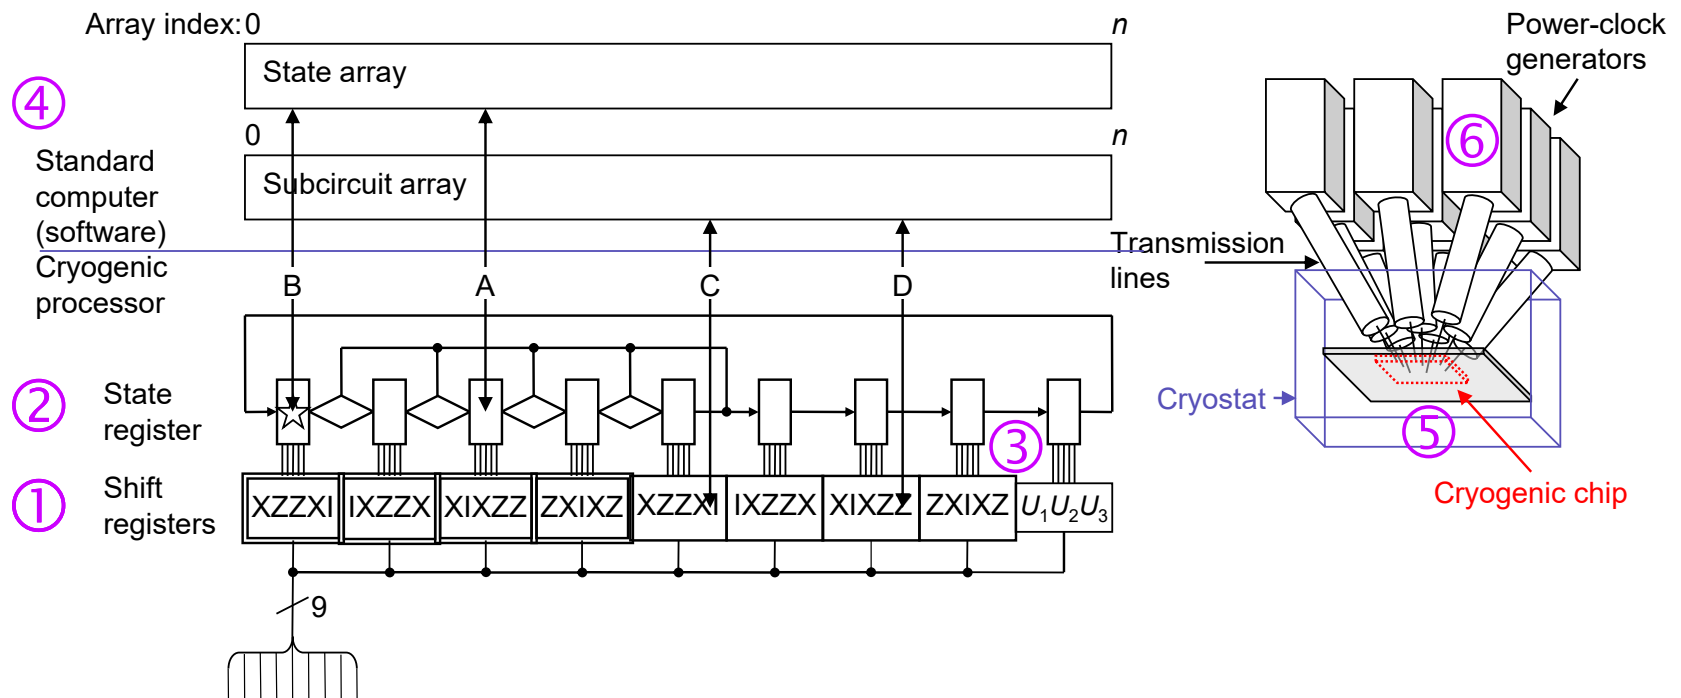 Array index: 0 n
State array
④
0 n
Subcircuit array
Standard
computer
(software)
Cryogenic
processor
B A C D
② State
register
③
① Shift
registers
XZZXI IXZZX XIXZZ ZXIXZ XZZXI IXZZX XIXZZ ZXIXZ U1U2U3
9
Power-clock
generators
⑥
Transmission
lines
Cryostat
⑤
Cryogenic chip